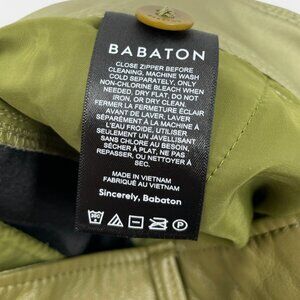 BABATON
CLOSE ZIPPER BEFORE
CLEANING, MACHINE WASH
COLD SEPARATELY, ONLY
NON-CHLORINE BLEACH WHEN
NEEDED, DRY FLAT. DO NOT
IRON, OR DRY CLEAN.
FERMER LA FERMETURE ÉCLAIR
AVANT DE LAVER, LAVER
SÉPARÉMENT À LA MACHINE À
L'EAU FROIDE, UTILISER
SEULEMENT UN JAVELLISANT
SANS CHLORE AU BESOIN.
SÉCHER À PLAT, NE PAS
REPASSER, OU NETTOYER À
SEC.
MADE IN VIETNAM
FABRIQUÉ AU VIETNAM
Sincerely, Babaton
P